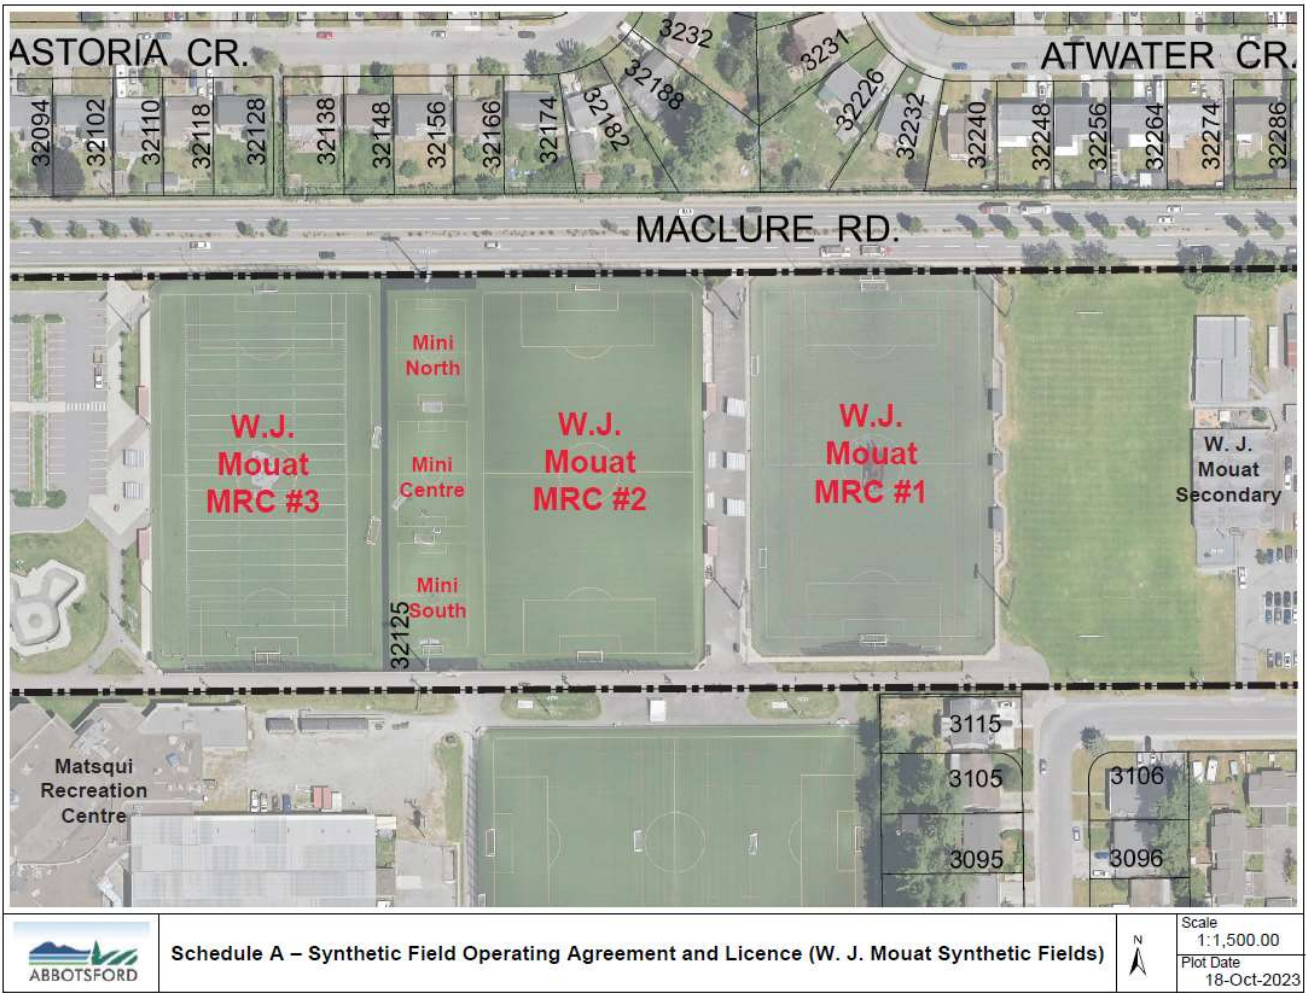 ASTORIA CR.
ATWATER CR.
3232
3231
32094
32102
32110
32118
32128
32138
32148
32156
32166
32174
32182
32188
32226
32232
32240
32248
32256
32264
32274
32286
MACLURE RD.
W.J.
Mouat
MRC #3
Mini
North
Mini
Centre
Mini
South
32125
W.J.
Mouat
MRC #2
W.J.
Mouat
MRC #1
W. J.
Mouat
Secondary
Matsqui
Recreation
Centre
3115
3105
3095
3106
3096
ABBOTSFORD
Schedule A – Synthetic Field Operating Agreement and Licence (W. J. Mouat Synthetic Fields)
N
Scale
1:1,500.00
Plot Date
18-Oct-2023